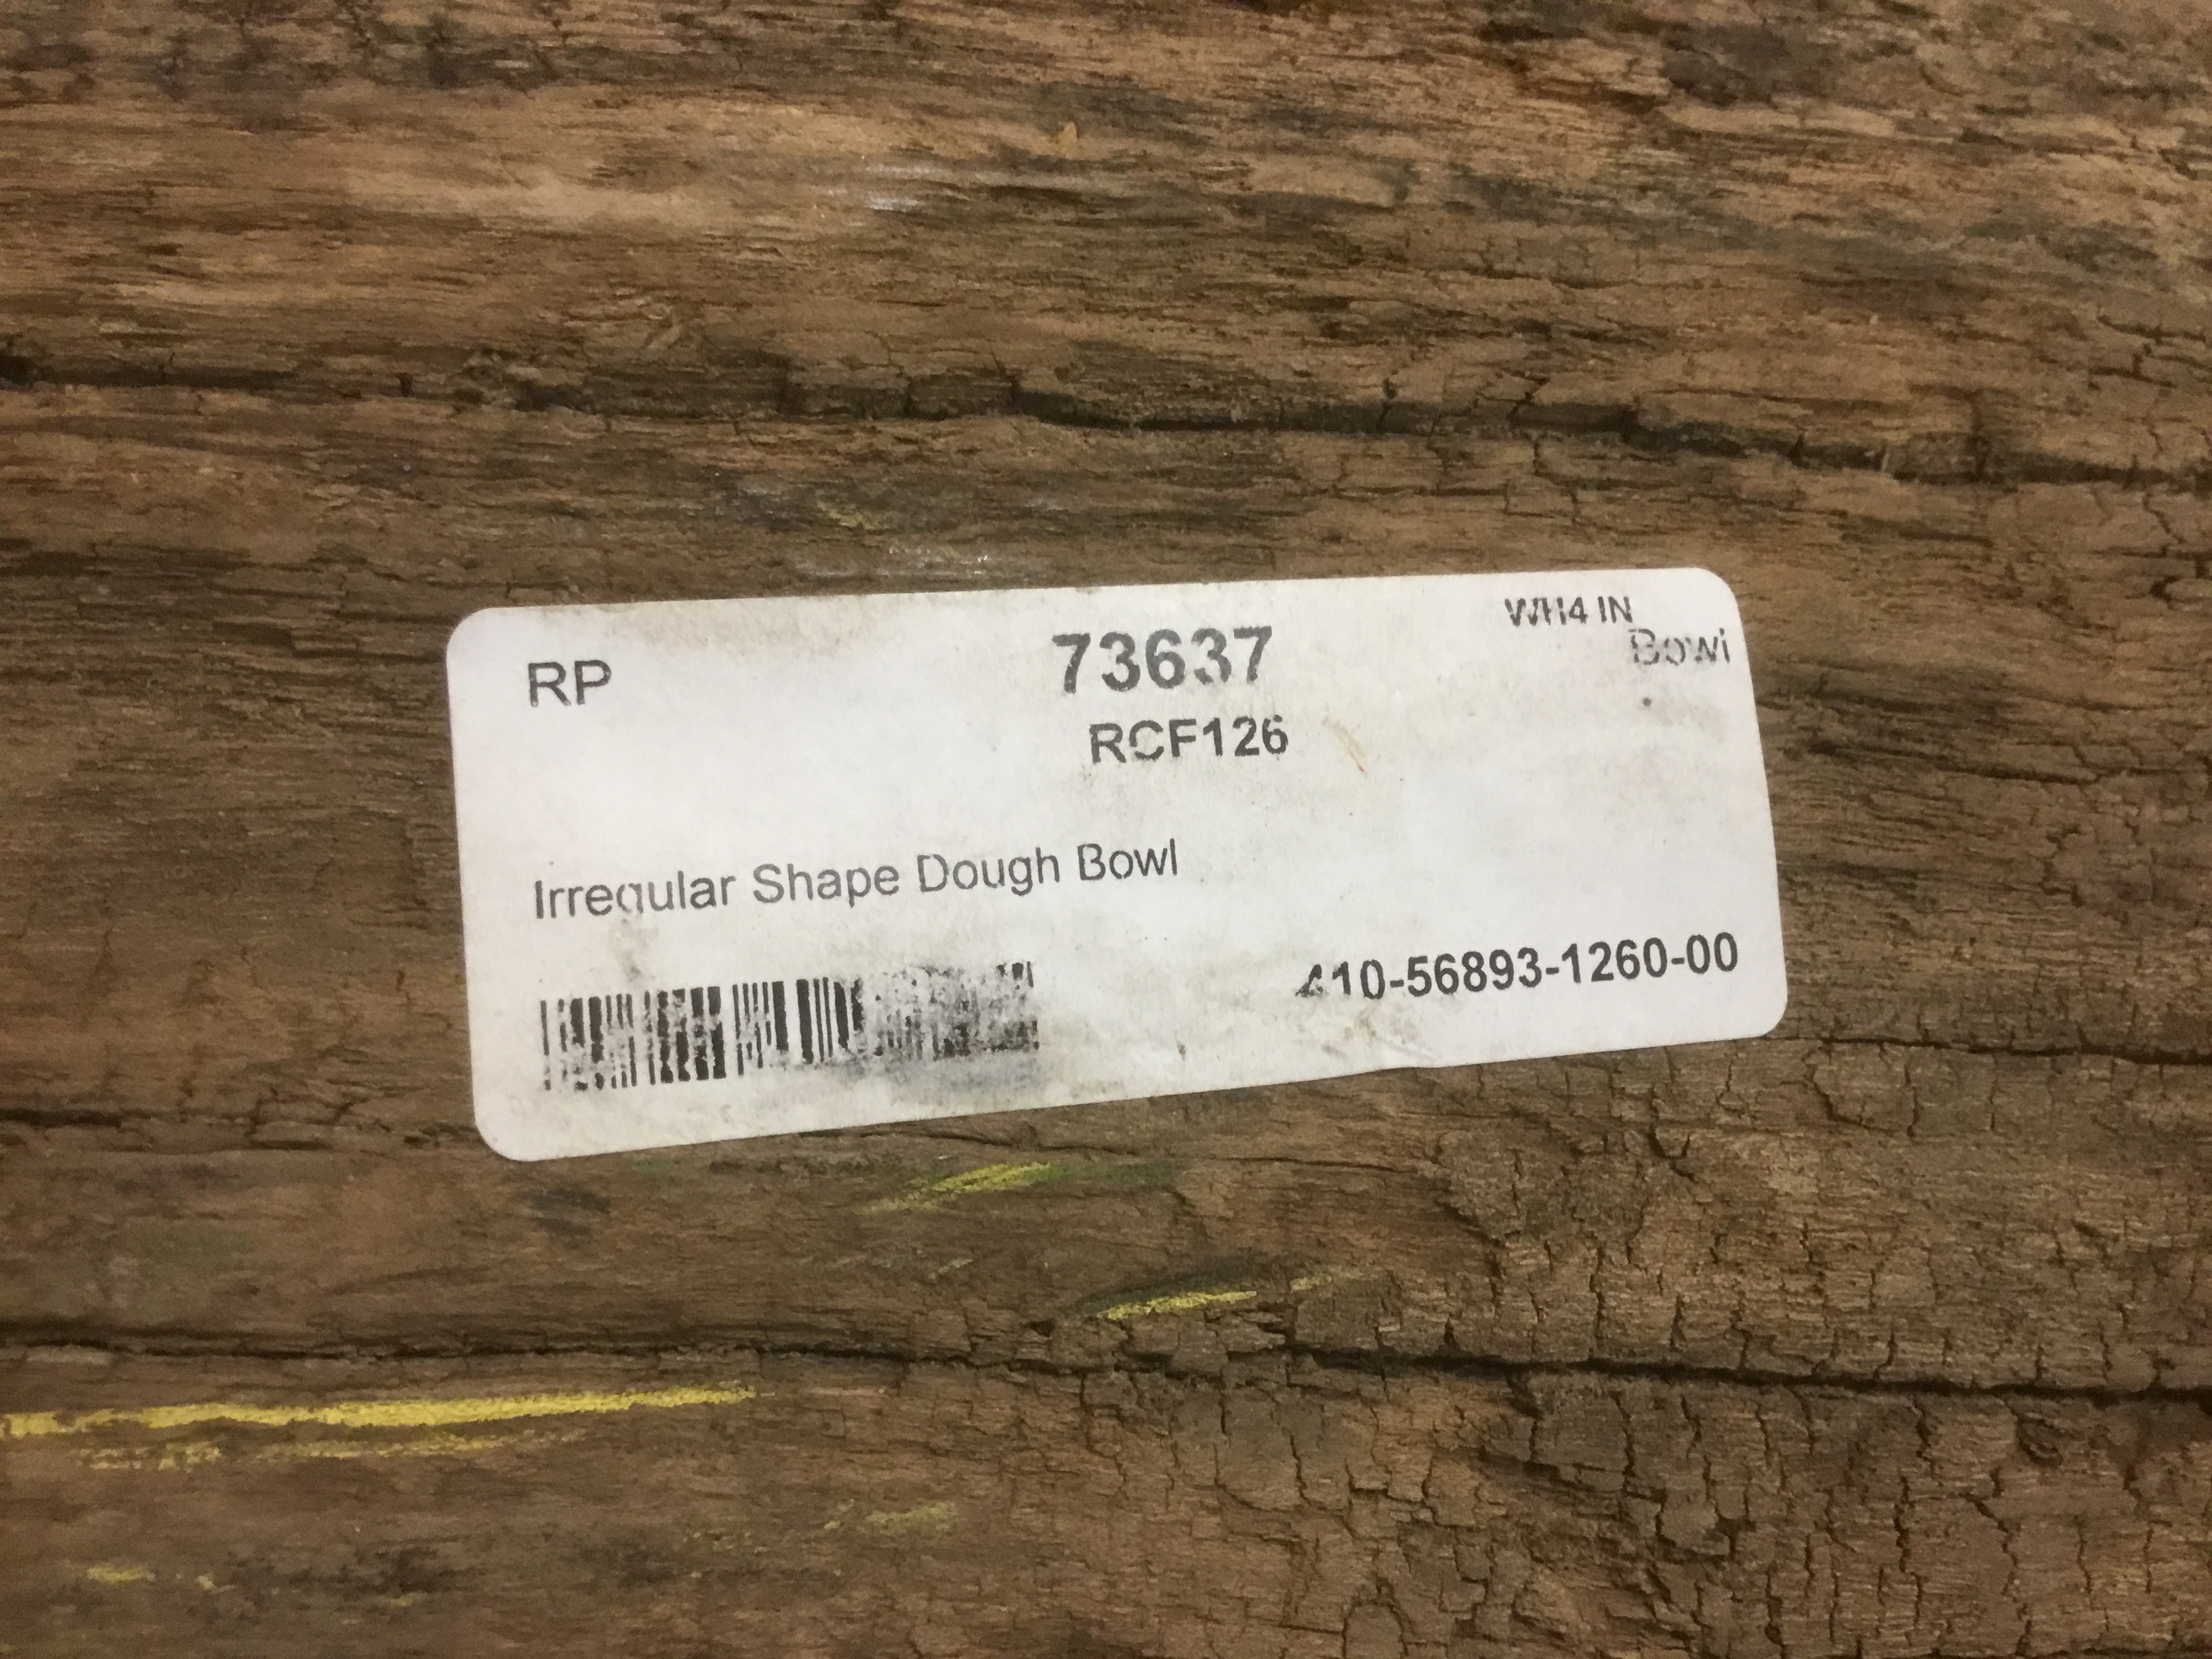 RP
73637
WH4 IN
Bowl
RCF126
Irregular Shape Dough Bowl
410-56893-1260-00